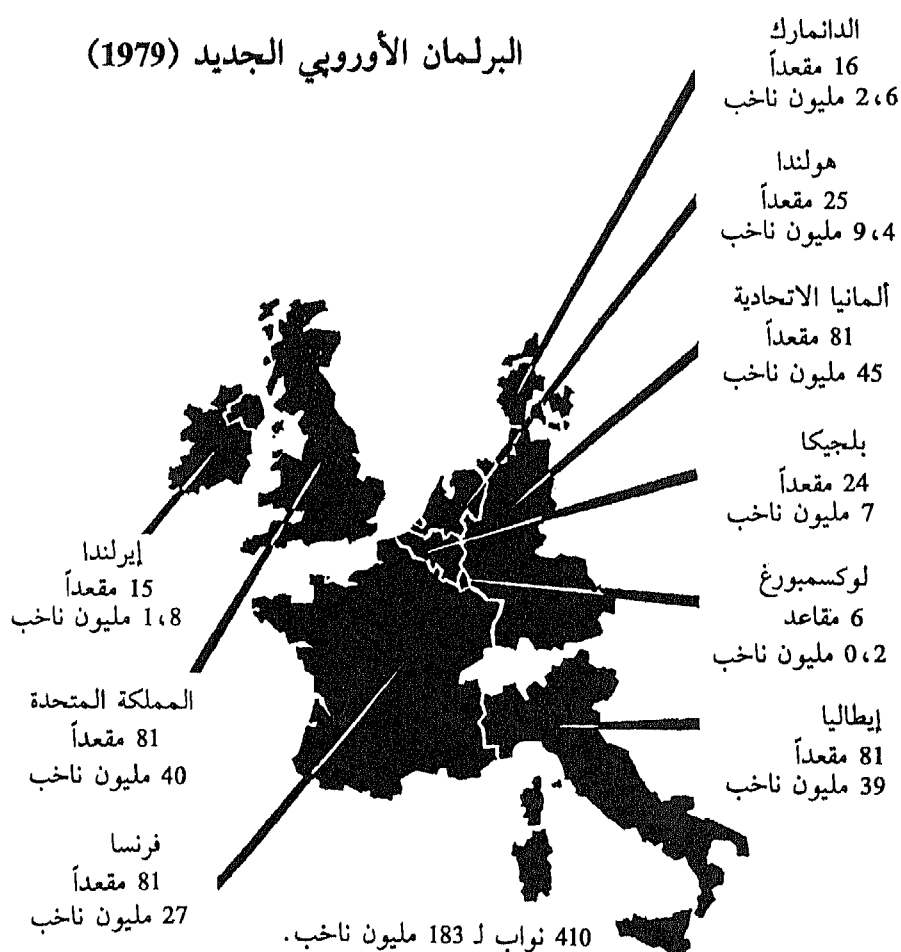 البرلمان الأوروبي الجديد (1979)
الدانمارك
16 مقعداً
2،6 مليون ناخب
هولندا
25 مقعداً
9،4 مليون ناخب
ألمانيا الاتحادية
81 مقعداً
45 مليون ناخب
بلجيكا
24 مقعداً
7 مليون ناخب
لوكسمبورغ
6 مقاعد
0،2 مليون ناخب
إيطاليا
81 مقعداً
39 مليون ناخب
إيرلندا
15 مقعداً
1،8 مليون ناخب
المملكة المتحدة
81 مقعداً
40 مليون ناخب
فرنسا
81 مقعداً
27 مليون ناخب
410 نواب لـ 183 مليون ناخب.